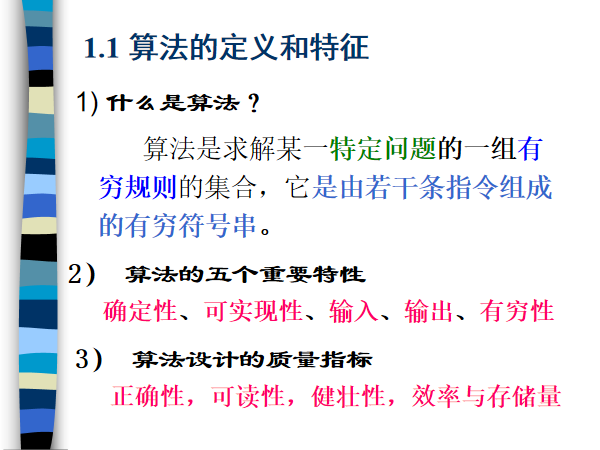 1.1 算法的定义和特征
1) 什么是算法？
算法是求解某一特定问题的一组有
穷规则的集合，它是由若干条指令组成
的有穷符号串。
2） 算法的五个重要特性
确定性、可实现性、输入、输出、有穷性
3） 算法设计的质量指标
正确性，可读性，健壮性，效率与存储量